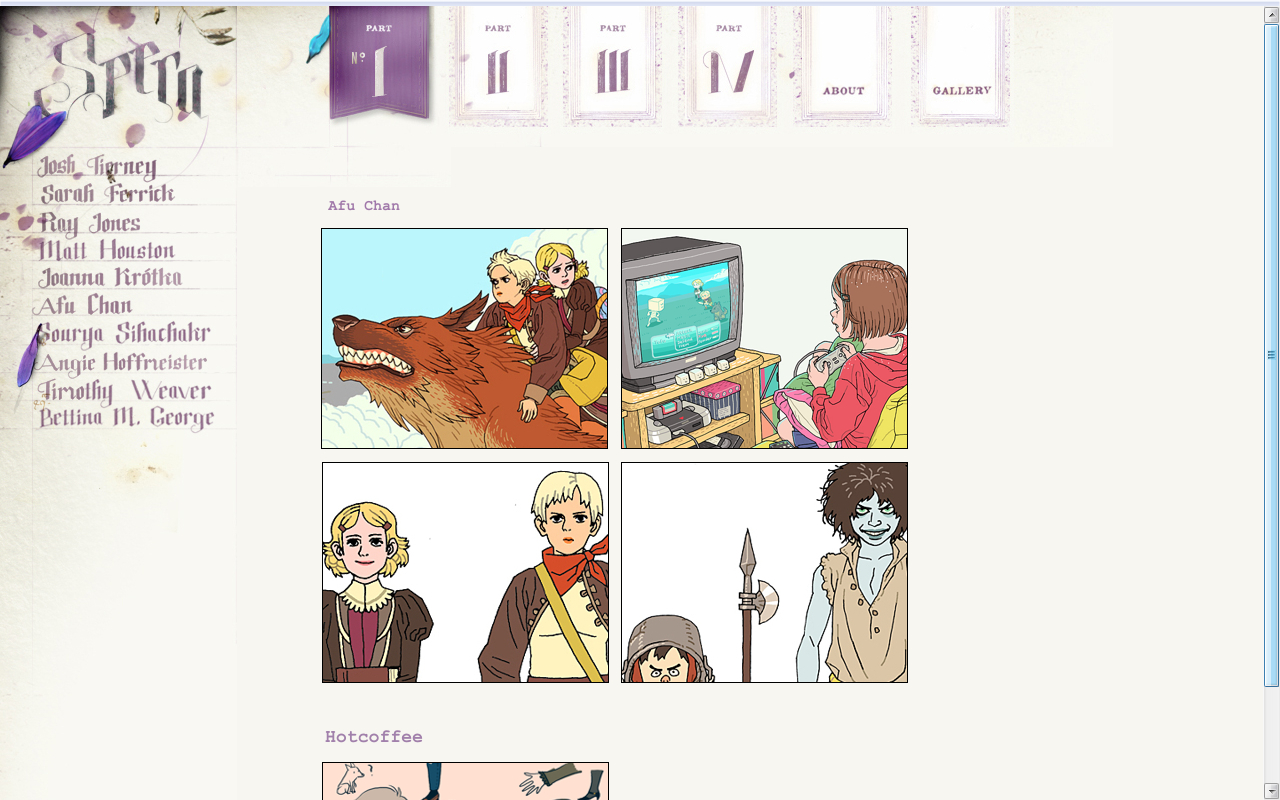 Spera
PART
Nº I
PART
II
PART
III
PART
IV
ABOUT
GALLERY
Josh Tierney
Sarah Ferrick
Ray Jones
Matt Houston
Joanna Krótka
Afu Chan
Sourya Sihachakr
Angie Hoffmeister
Timothy Weaver
Bettina M. George
Afu Chan
Hotcoffee